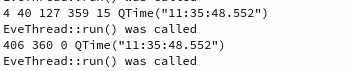 4 40 127 359 15 QTime("11:35:48.552")
EveThread::run() was called
406 360 0 QTime("11:35:48.552")
EveThread::run() was called